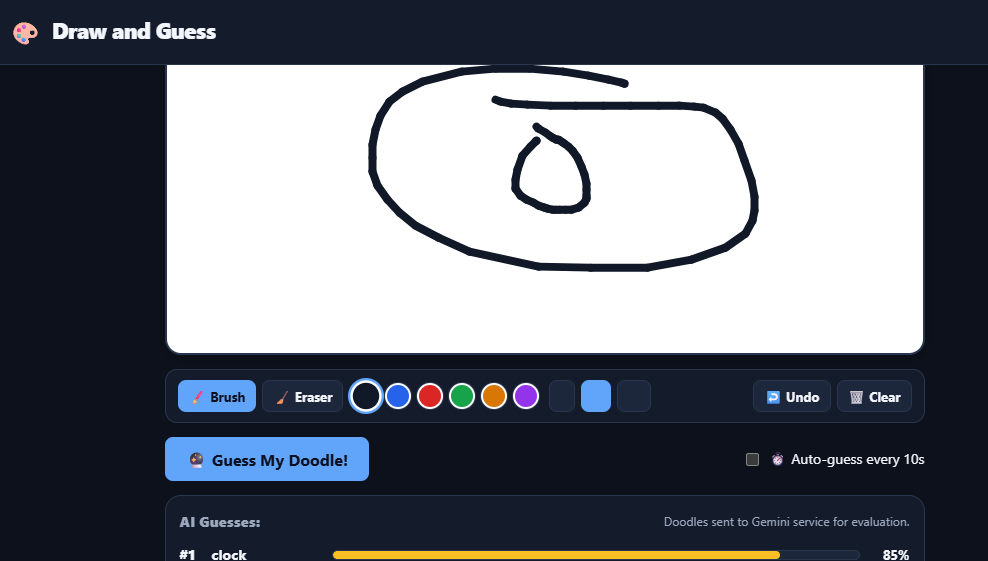 Draw and Guess
Brush Eraser Undo Clear
Guess My Doodle! Auto-guess every 10s
AI Guesses: Doodles sent to Gemini service for evaluation.
#1 clock 85%